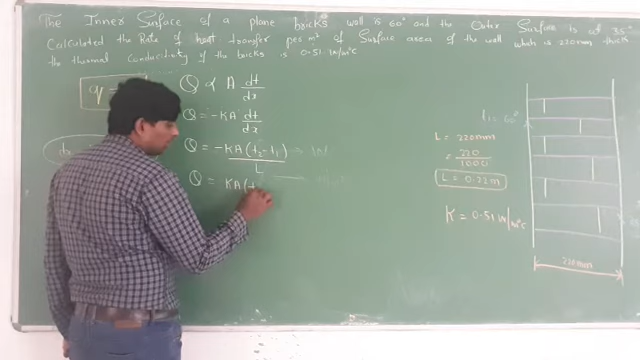 The Inner Surface of a plane bricks wall is 60° and the Outer Surface is at 35°
Calculated the Rate of heat transfer per m² of Surface area of the wall which is 220mm thick
the thermal conductivity of the bricks is 0.51 W/m°C
q =
Q ∝ A dt/dx
Q = -KA dt/dx
Q = -KA(t₂-t₁)/L
Q = KA(t
L = 220mm
= 220/1000
L = 0.22m
K = 0.51 W/m°C
t₁ = 60°
220mm